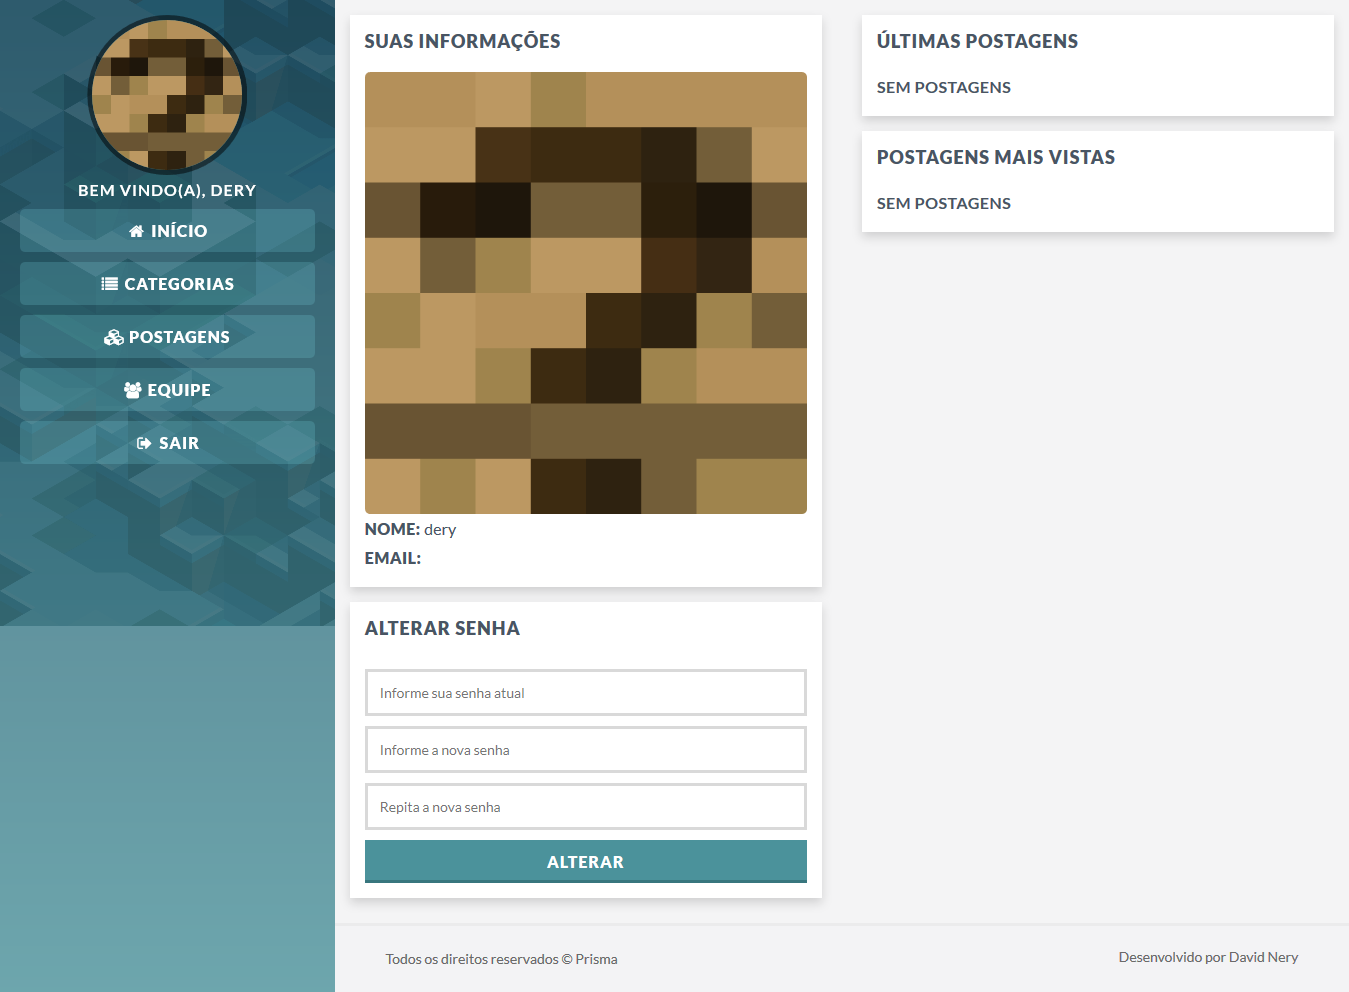 BEM VINDO(A), DERY
INÍCIO
CATEGORIAS
POSTAGENS
EQUIPE
SAIR
SUAS INFORMAÇÕES
NOME: dery
EMAIL:
ALTERAR SENHA
Informe sua senha atual
Informe a nova senha
Repita a nova senha
ALTERAR
ÚLTIMAS POSTAGENS
SEM POSTAGENS
POSTAGENS MAIS VISTAS
SEM POSTAGENS
Todos os direitos reservados © Prisma
Desenvolvido por David Nery